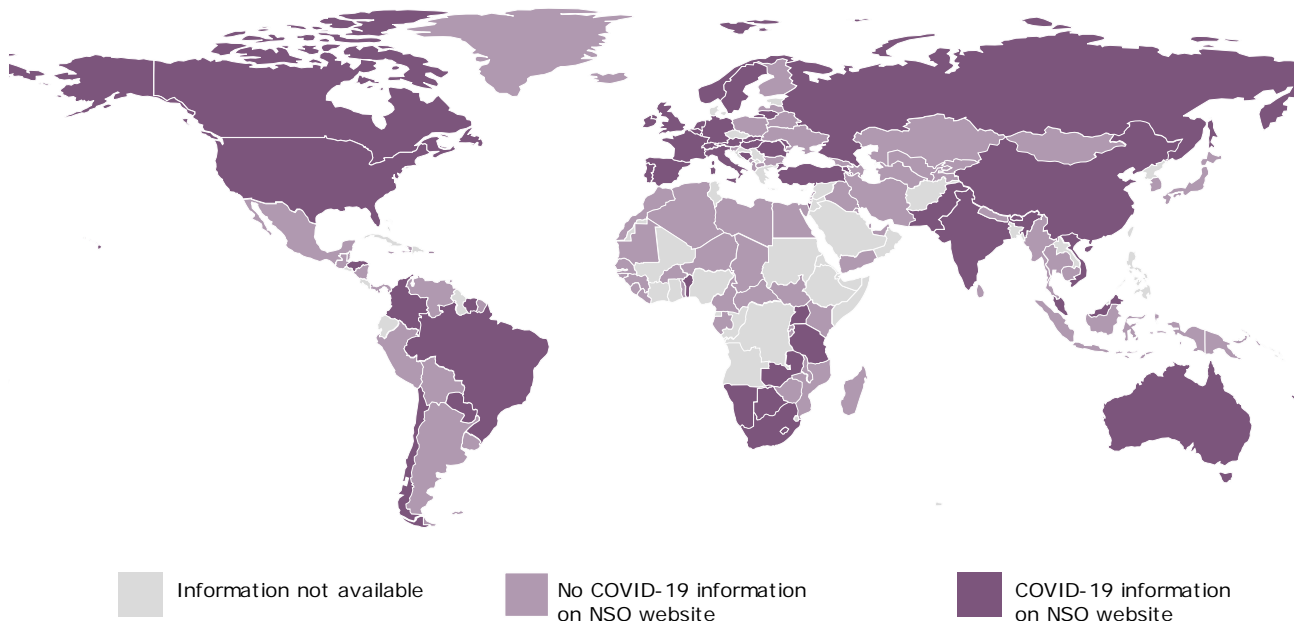 Information not available
No COVID-19 information
on NSO website
COVID-19 information
on NSO website